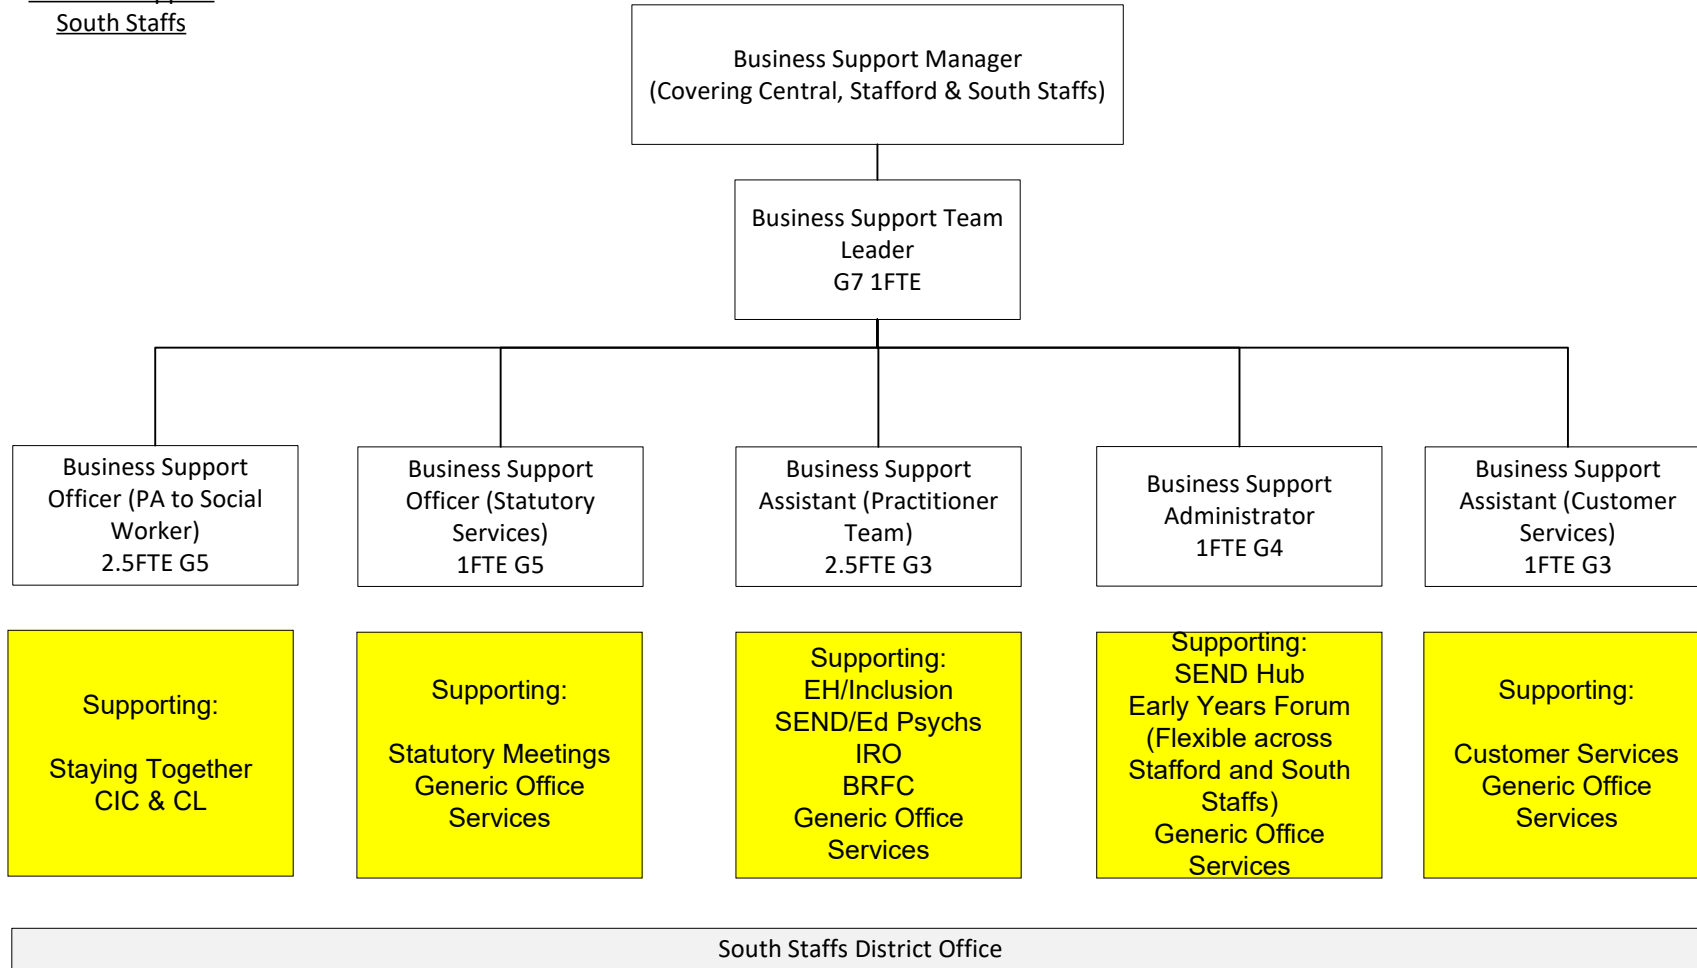 South Staffs
Business Support Manager
(Covering Central, Stafford & South Staffs)
Business Support Team
Leader
G7 1FTE
Business Support
Officer (PA to Social
Worker)
2.5FTE G5
Business Support
Officer (Statutory
Services)
1FTE G5
Business Support
Assistant (Practitioner
Team)
2.5FTE G3
Business Support
Administrator
1FTE G4
Business Support
Assistant (Customer
Services)
1FTE G3
Supporting:
Staying Together
CIC & CL
Supporting:
Statutory Meetings
Generic Office
Services
Supporting:
EH/Inclusion
SEND/Ed Psychs
IRO
BRFC
Generic Office
Services
Supporting:
SEND Hub
Early Years Forum
(Flexible across
Stafford and South
Staffs)
Generic Office
Services
Supporting:
Customer Services
Generic Office
Services
South Staffs District Office